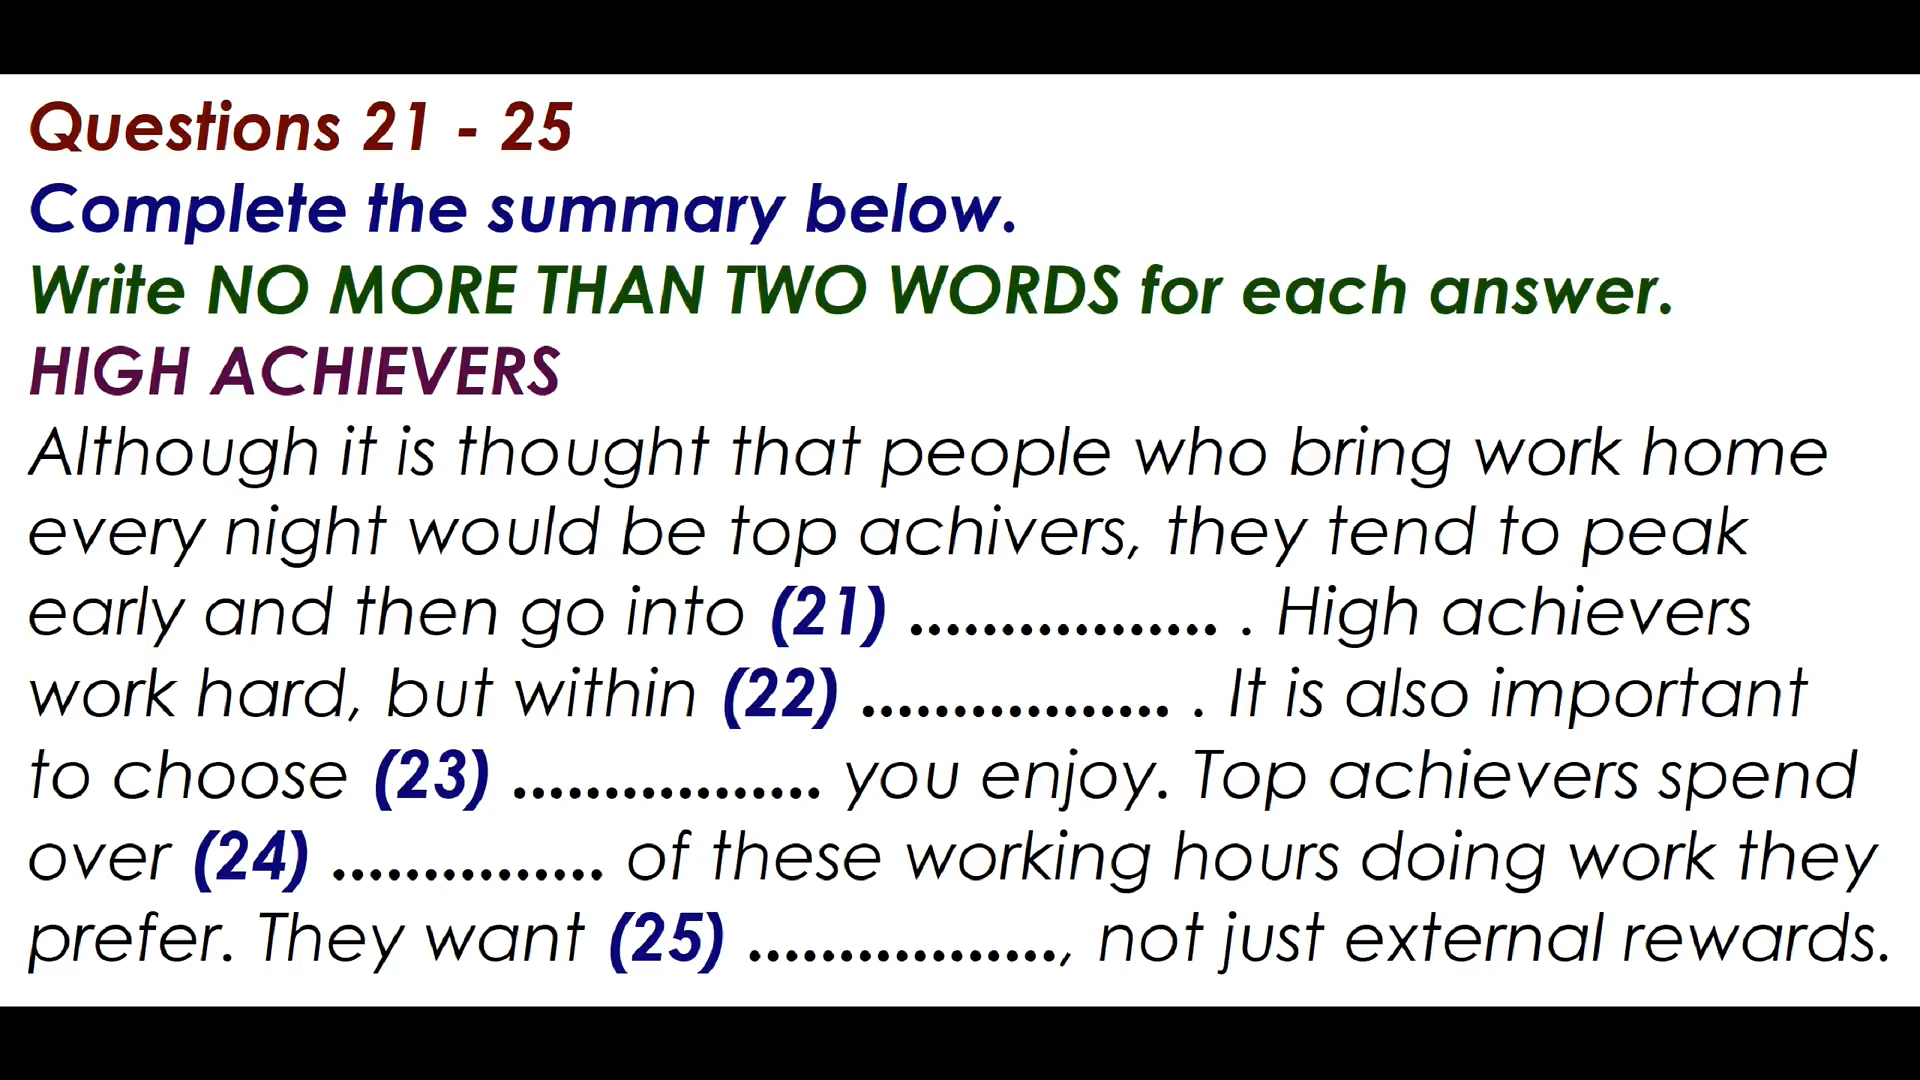 Questions 21 - 25
Complete the summary below.
Write NO MORE THAN TWO WORDS for each answer.
HIGH ACHIEVERS
Although it is thought that people who bring work home
every night would be top achivers, they tend to peak
early and then go into (21) ................. . High achievers
work hard, but within (22) ................. . It is also important
to choose (23) ................. you enjoy. Top achievers spend
over (24) ............... of these working hours doing work they
prefer. They want (25) ................., not just external rewards.